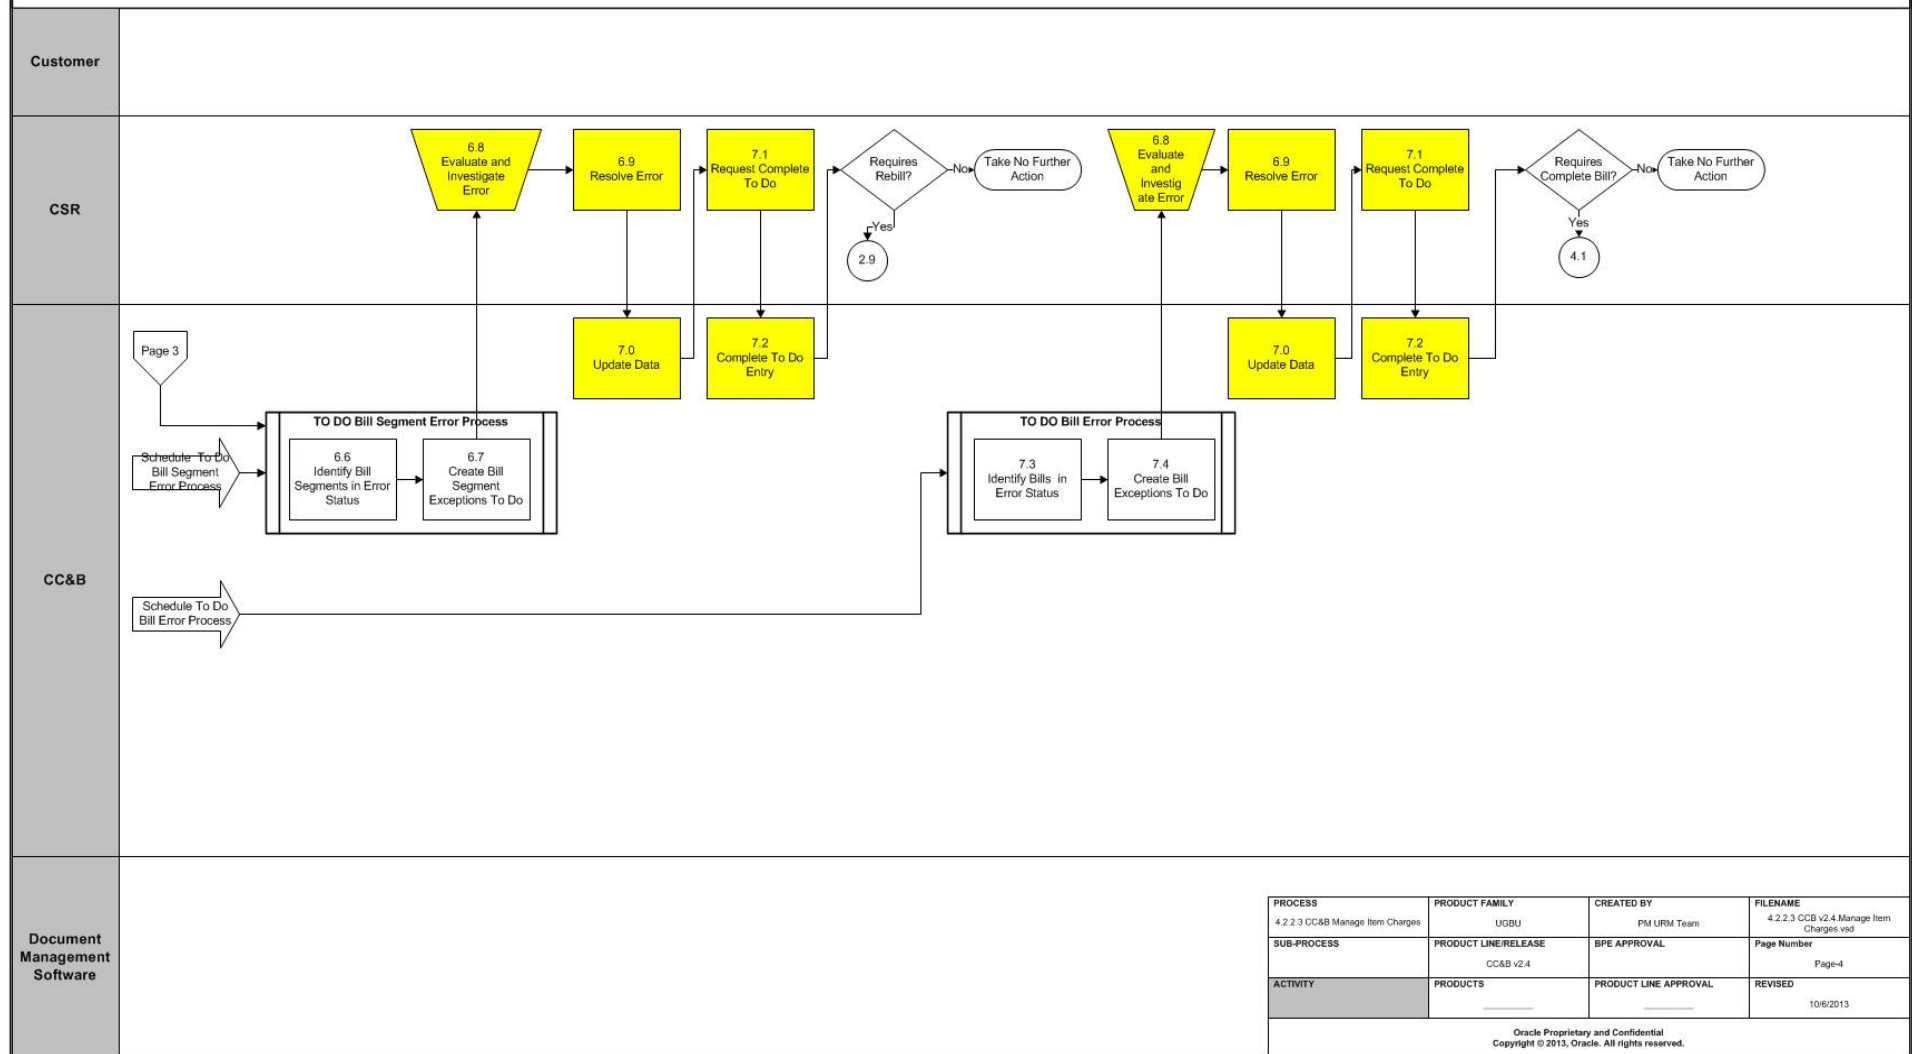 Customer
CSR
6.8
Evaluate and
Investigate
Error
6.9
Resolve Error
7.1
Request Complete
To Do
Requires
Rebill?
No
Take No Further
Action
Yes
2.9
6.8
Evaluate
and
Investig
ate Error
6.9
Resolve Error
7.1
Request Complete
To Do
Requires
Complete Bill?
No
Take No Further
Action
Yes
4.1
CC&B
Page 3
7.0
Update Data
7.2
Complete To Do
Entry
7.0
Update Data
7.2
Complete To Do
Entry
Schedule To Do
Bill Segment
Error Process
TO DO Bill Segment Error Process
6.6
Identify Bill
Segments in Error
Status
6.7
Create Bill
Segment
Exceptions To Do
TO DO Bill Error Process
7.3
Identify Bills in
Error Status
7.4
Create Bill
Exceptions To Do
Schedule To Do
Bill Error Process
Document
Management
Software
PROCESS
4.2.2.3 CC&B Manage Item Charges
PRODUCT FAMILY
UGBU
CREATED BY
PM URM Team
FILENAME
4.2.2.3 CCB v2.4.Manage Item
Charges.vsd
SUB-PROCESS
PRODUCT LINE/RELEASE
CC&B v2.4
BPE APPROVAL
Page Number
Page-4
ACTIVITY
PRODUCTS
PRODUCT LINE APPROVAL
REVISED
10/6/2013
Oracle Proprietary and Confidential
Copyright © 2013, Oracle. All rights reserved.